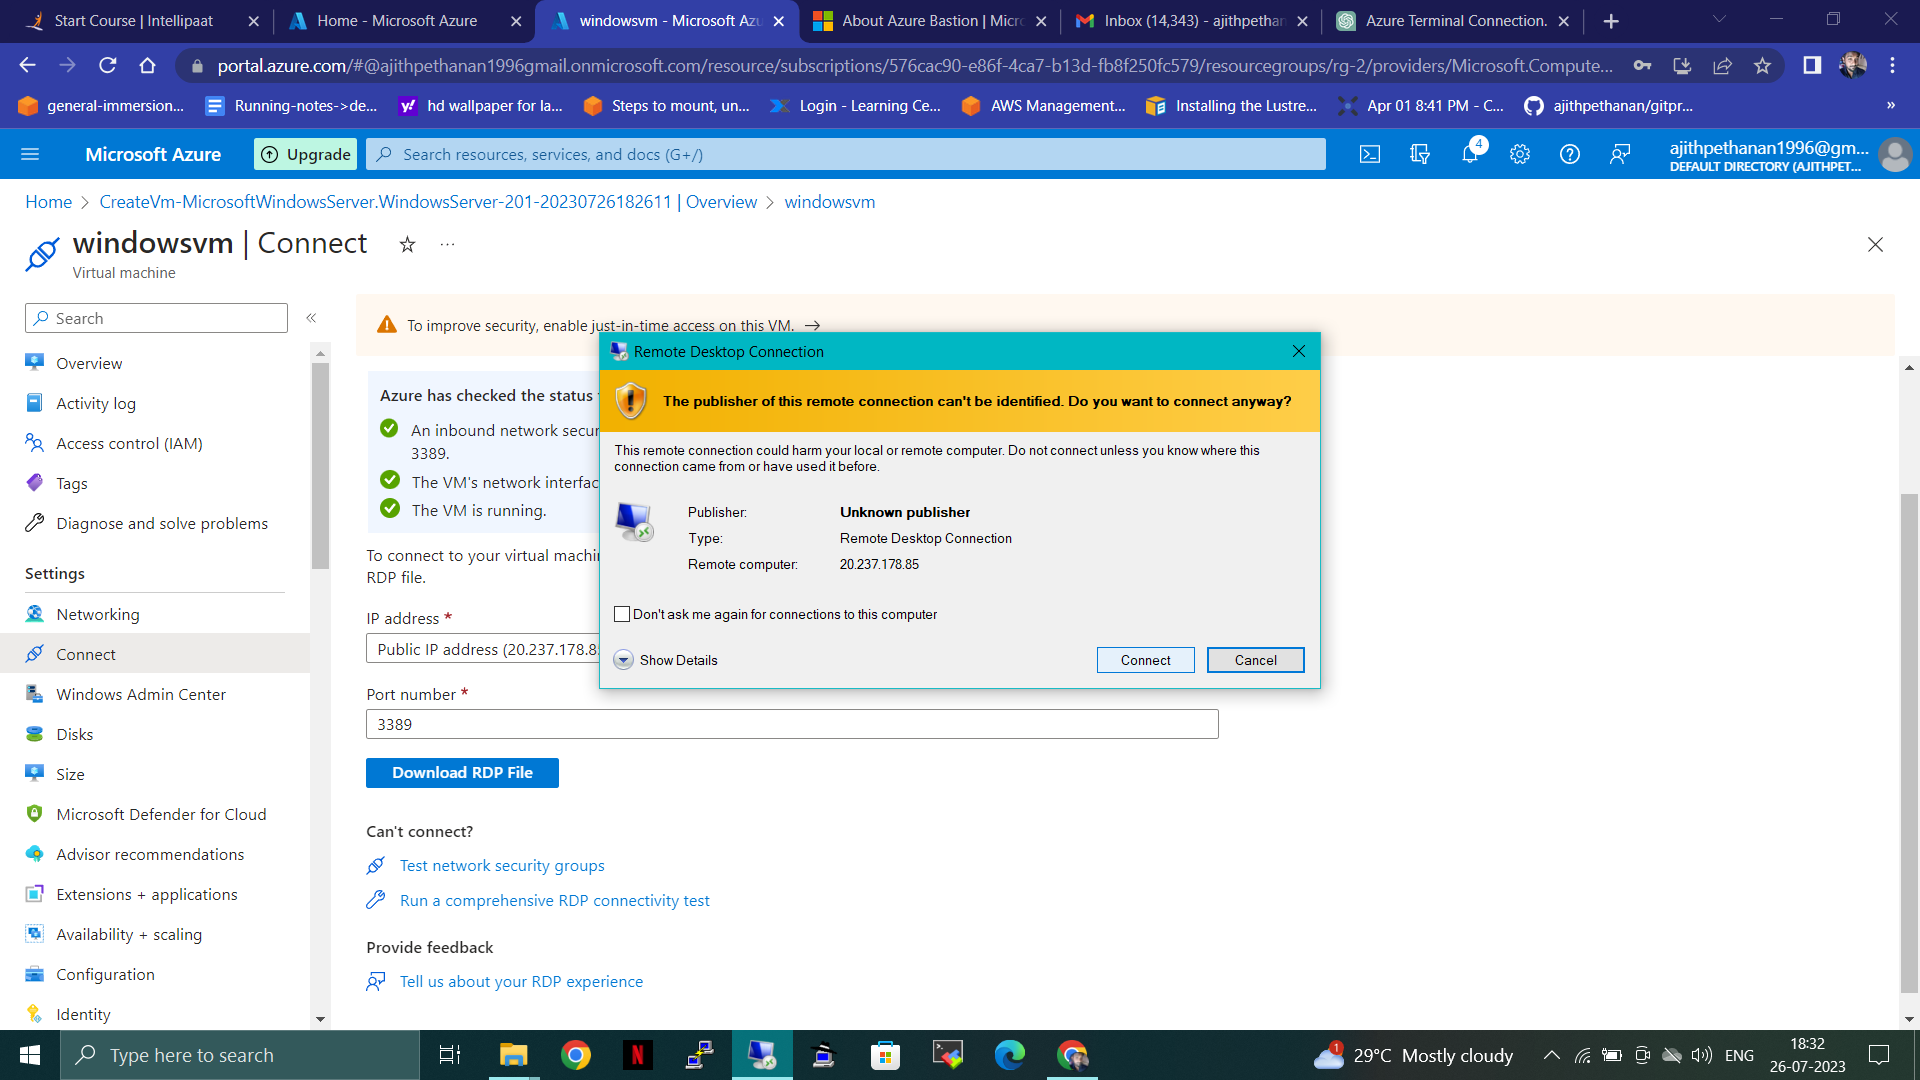 Start Course | Intellipaat
Home - Microsoft Azure
windowsvm - Microsoft Azu
About Azure Bastion | Micro
Inbox (14,343) - ajithpethan
Azure Terminal Connection.
portal.azure.com/#@ajithpethanan1996gmail.onmicrosoft.com/resource/subscriptions/576cac90-e86f-4ca7-b13d-fb8f250fc579/resourcegroups/rg-2/providers/Microsoft.Compute...
general-immersion...
Running-notes->de...
hd wallpaper for la...
Steps to mount, un...
Login - Learning Ce...
AWS Management...
Installing the Lustre...
Apr 01 8:41 PM - C...
ajithpethanan/gitpr...
»
Microsoft Azure
Upgrade
Search resources, services, and docs (G+/)
4
ajithpethanan1996@gm...
DEFAULT DIRECTORY (AJITHPET...
Home > CreateVm-MicrosoftWindowsServer.WindowsServer-201-20230726182611 | Overview > windowsvm
windowsvm | Connect
Virtual machine
Search
«
Overview
Activity log
Access control (IAM)
Tags
Diagnose and solve problems
Settings
Networking
Connect
Windows Admin Center
Disks
Size
Microsoft Defender for Cloud
Advisor recommendations
Extensions + applications
Availability + scaling
Configuration
Identity
To improve security, enable just-in-time access on this VM. →
Azure has checked the status
An inbound network secur
3389.
The VM's network interfac
The VM is running.
To connect to your virtual machi
RDP file.
IP address *
Public IP address (20.237.178.8
Port number *
3389
Download RDP File
Can't connect?
Test network security groups
Run a comprehensive RDP connectivity test
Provide feedback
Tell us about your RDP experience
Remote Desktop Connection
The publisher of this remote connection can't be identified. Do you want to connect anyway?
This remote connection could harm your local or remote computer. Do not connect unless you know where this
connection came from or have used it before.
Publisher: Unknown publisher
Type: Remote Desktop Connection
Remote computer: 20.237.178.85
Don't ask me again for connections to this computer
Show Details
Connect
Cancel
Type here to search
1
29°C Mostly cloudy
ENG
18:32
26-07-2023